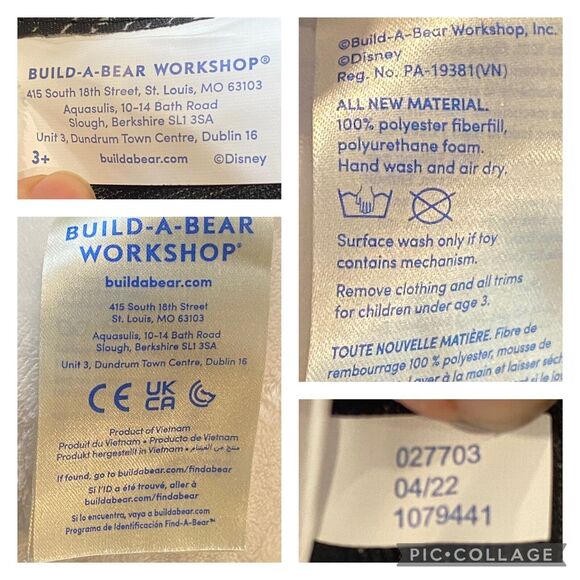 BUILD-A-BEAR WORKSHOP®
415 South 18th Street, St. Louis, MO 63103
Aquasulis, 10-14 Bath Road
Slough, Berkshire SL1 3SA
Unit 3, Dundrum Town Centre, Dublin 16
3+ buildabear.com ©Disney
©Build-A-Bear Workshop, Inc.
©Disney
Reg. No. PA-19381(VN)
ALL NEW MATERIAL.
100% polyester fiberfill,
polyurethane foam.
Hand wash and air dry.
Surface wash only if toy
contains mechanism.
Remove clothing and all trims
for children under age 3.
TOUTE NOUVELLE MATIÈRE. Fibre de
rembourrage 100 % polyester, mousse de
Laver à la main et laisser
BUILD-A-BEAR
WORKSHOP®
buildabear.com
415 South 18th Street
St. Louis, MO 63103
Aquasulis, 10-14 Bath Road
Slough, Berkshire SL1 3SA
Unit 3, Dundrum Town Centre, Dublin 16
CE UK
CA
Product of Vietnam
Produit du Vietnam • Producto de Vietnam
Produkt hergestellt in Vietnam • منتج من فيتنام
If found, go to buildabear.com/findabear
Si l'ID a été trouvé, aller à
buildabear.com/findabear
Si lo encuentra, vaya a buildabear.com
Programa de Identificación Find-A-Bear™
027703
04/22
1079441
PIC•COLLAGE